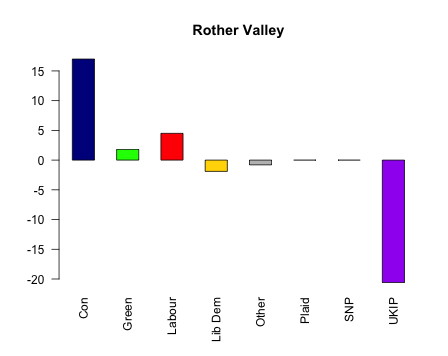 Rother Valley
15
10
5
0
-5
-10
-15
-20
Con
Green
Labour
Lib Dem
Other
Plaid
SNP
UKIP